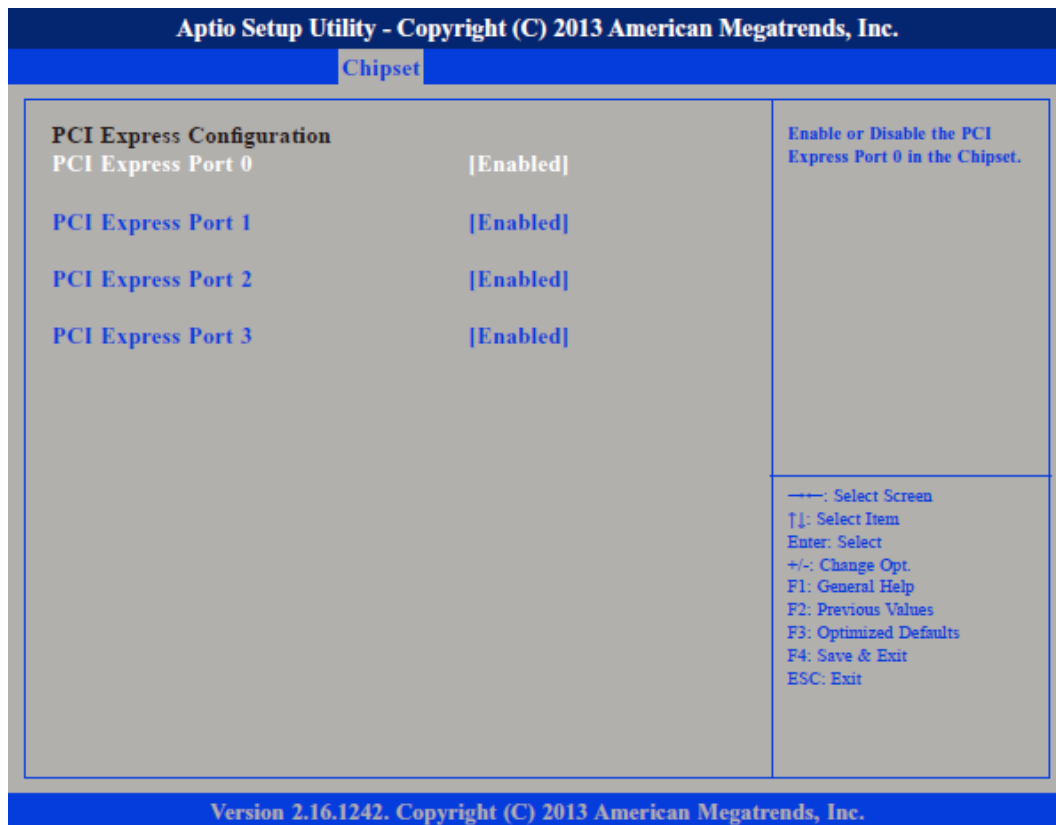 Aptio Setup Utility - Copyright (C) 2013 American Megatrends, Inc.
Chipset
PCI Express Configuration
PCI Express Port 0 [Enabled]
PCI Express Port 1 [Enabled]
PCI Express Port 2 [Enabled]
PCI Express Port 3 [Enabled]
Enable or Disable the PCI
Express Port 0 in the Chipset.
→←: Select Screen
↑↓: Select Item
Enter: Select
+/-: Change Opt.
F1: General Help
F2: Previous Values
F3: Optimized Defaults
F4: Save & Exit
ESC: Exit
Version 2.16.1242. Copyright (C) 2013 American Megatrends, Inc.